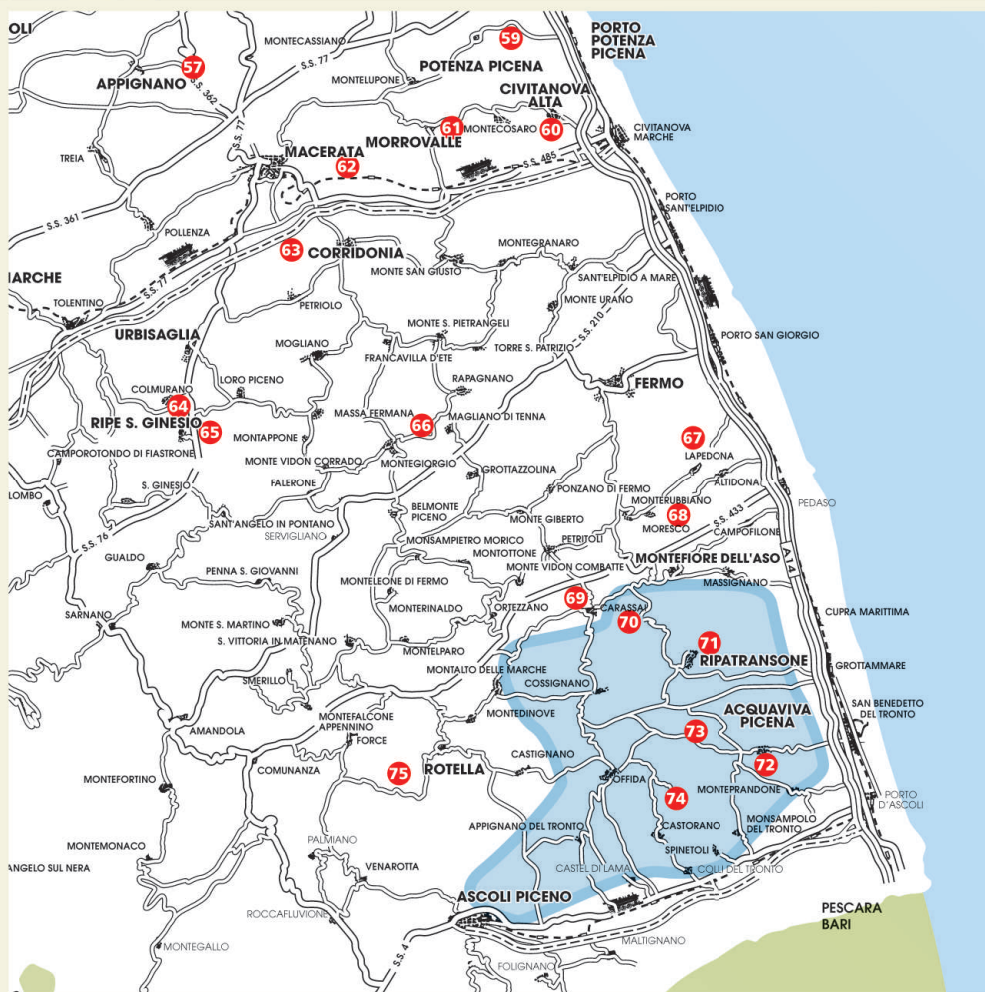 OLI
MONTECASSIANO
59
PORTO
POTENZA
PICENA
57
S.S. 77
APPIGNANO
S.S. 362
MONTELUPONE
POTENZA PICENA
CIVITANOVA
ALTA
S.S. 77
61
MONTECOSARO
60
CIVITANOVA
MARCHE
MORROVALLE
TREIA
MACERATA
62
S.S. 485
S.S. 361
PORTO
SANT'ELPIDIO
POLLENZA
63
CORRIDONIA
MONTEGRANARO
MONTE SAN GIUSTO
SANT'ELPIDIO A MARE
IARCHE
S.S. 77
TOLENTINO
PETRIOLO
MONTE URANO
URBISAGLIA
MONTE S. PIETRANGELI
S.S. 210
PORTO SAN GIORGIO
MOGLIANO
FRANCAVILLA D'ETE
TORRE S. PATRIZIO
COLMURANO
LORO PICENO
RAPAGNANO
FERMO
64
RIPE S. GINESIO
65
MASSA FERMANA
66
MAGLIANO DI TENNA
MONTAPPONE
67
CAMPOROTONDO DI FIASTRONE
MONTE VIDON CORRADO
MONTEGIORGIO
LAPEDONA
GROTTAZZOLINA
S. GINESIO
FALERONE
ALTIDONA
LOMBO
PONZANO DI FERMO
MONTERUBBIANO
PEDASO
BELMONTE
PICENO
68
S.S. 433
SANT'ANGELO IN PONTANO
MONTE GIBERTO
MORESCO
CAMPOFILONE
S.S. 76
SERVIGLIANO
MONSAMPIETRO MORICO
PETRITOLI
GUALDO
MONTOTTONE
MONTEFIORE DELL'ASO
A14
PENNA S. GIOVANNI
MONTELEONE DI FERMO
MONTE VIDON COMBATTE
MASSIGNANO
69
SARNANO
MONTERINALDO
ORTEZZANO
CARASSAI
70
CUPRA MARITTIMA
MONTE S. MARTINO
S. VITTORIA IN MATENANO
MONTELPARO
71
RIPATRANSONE
SMERILLO
MONTALTO DELLE MARCHE
GROTTAMMARE
COSSIGNANO
MONTEFALCONE
APPENNINO
MONTEDINOVE
ACQUAVIVA
PICENA
SAN BENEDETTO
DEL TRONTO
AMANDOLA
FORCE
73
COMUNANZA
75
ROTELLA
CASTIGNANO
72
MONTEFORTINO
OFFIDA
MONTEPRANDONE
PORTO
D'ASCOLI
74
APPIGNANO DEL TRONTO
CASTORANO
MONSAMPOLO
DEL TRONTO
MONTEMONACO
PALMIANO
SPINETOLI
ANGELO SUL NERA
VENAROTTA
CASTEL DI LAMA
COLLI DEL TRONTO
ASCOLI PICENO
ROCCAFLUVIONE
PESCARA
BARI
MONTEGALLO
S.S. 4
MALTIGNANO
FOLIGNANO